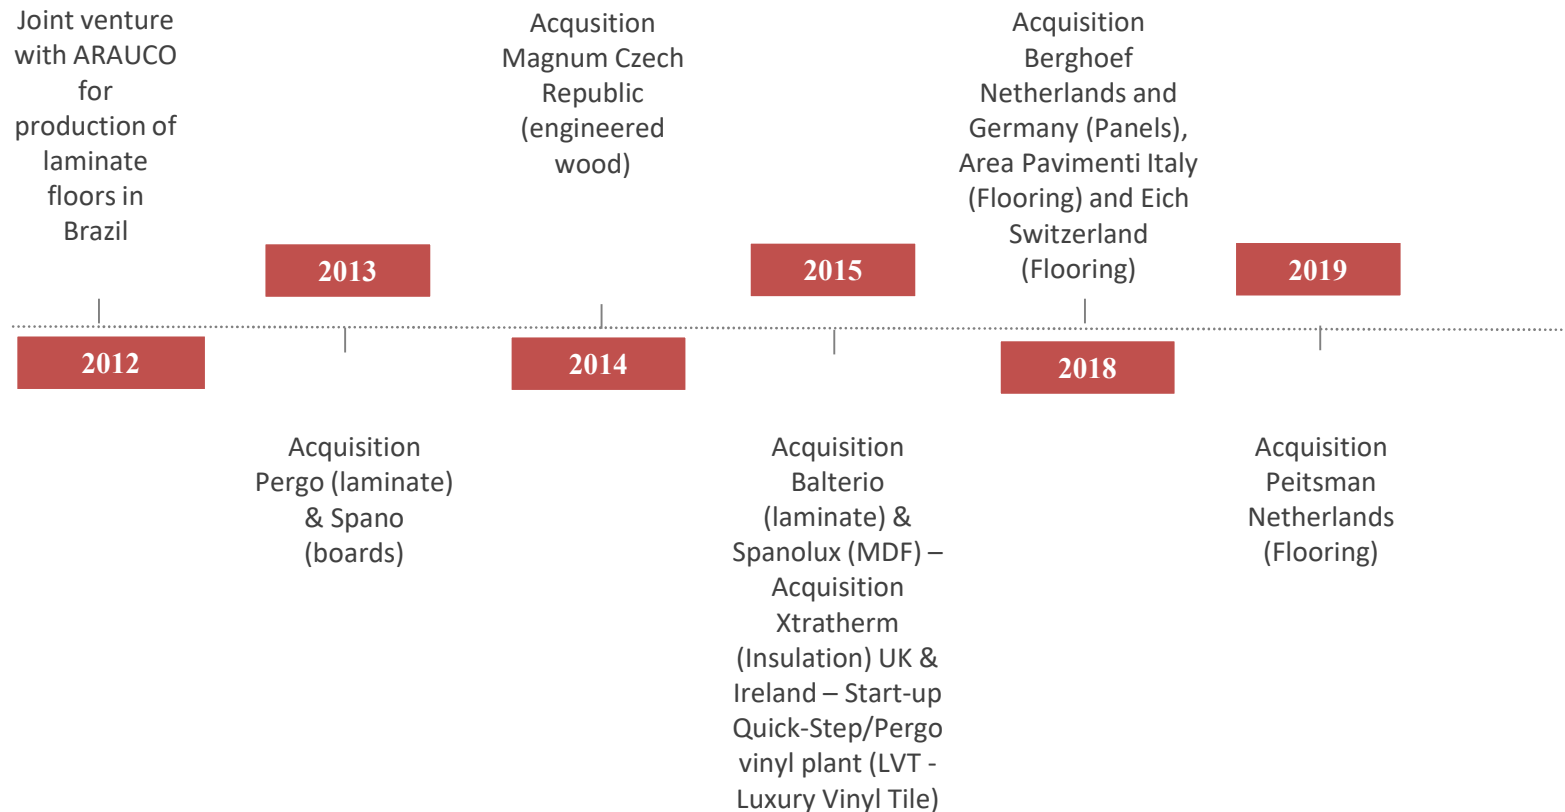 Joint venture
with ARAUCO
for
production of
laminate
floors in
Brazil
2012
2013
Acquisition
Pergo (laminate)
& Spano
(boards)
Acqusition
Magnum Czech
Republic
(engineered
wood)
2014
2015
Acquisition
Balterio
(laminate) &
Spanolux (MDF) –
Acquisition
Xtratherm
(Insulation) UK &
Ireland – Start-up
Quick-Step/Pergo
vinyl plant (LVT -
Luxury Vinyl Tile)
Acquisition
Berghoef
Netherlands and
Germany (Panels),
Area Pavimenti Italy
(Flooring) and Eich
Switzerland
(Flooring)
2018
2019
Acquisition
Peitsman
Netherlands
(Flooring)